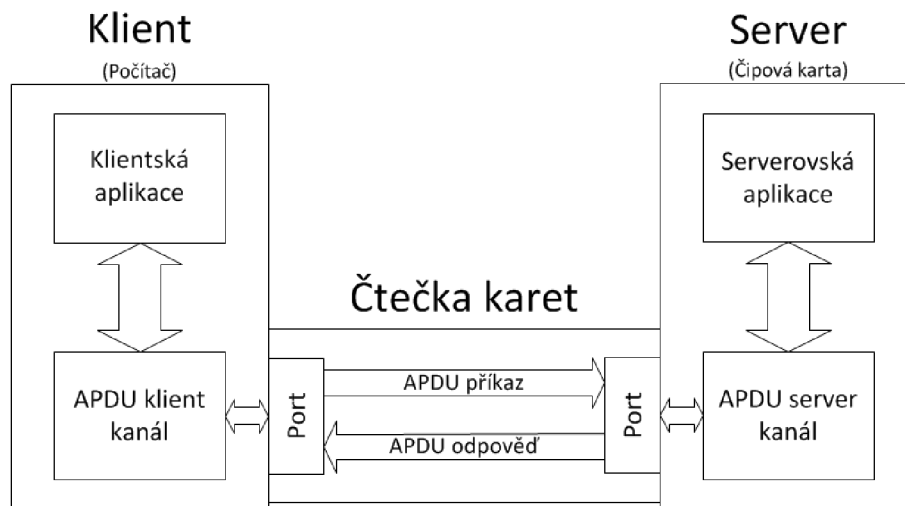 Klient
(Počítač)
Klientská
aplikace
APDU klient
kanál
Čtečka karet
Port
APDU příkaz
APDU odpověď
Port
Server
(Čipová karta)
Serverovská
aplikace
APDU server
kanál